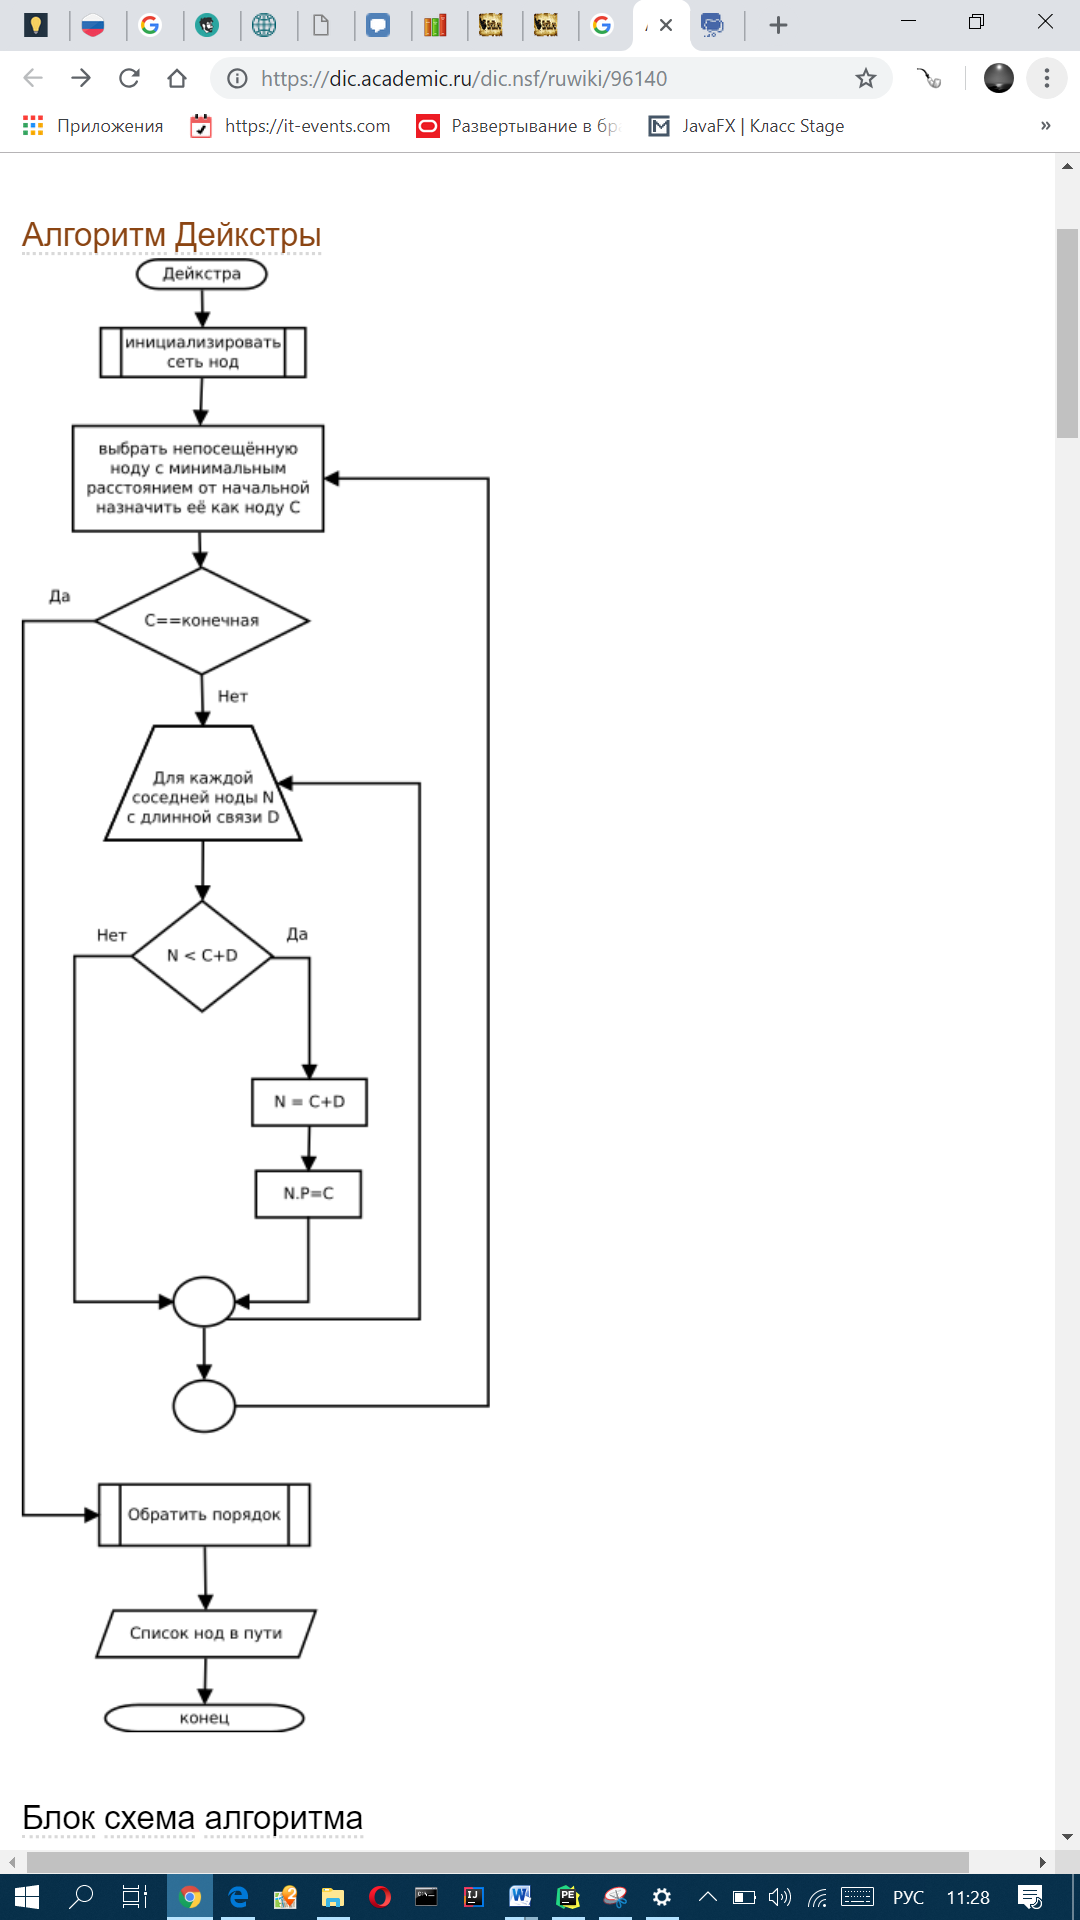 https://dic.academic.ru/dic.nsf/ruwiki/96140
Приложения
https://it-events.com
Развертывание в бр
JavaFX | Класс Stage
»
Алгоритм Дейкстры
Дейкстра
инициализировать
сеть нод
выбрать непосещённую
ноду с минимальным
расстоянием от начальной
назначить её как ноду C
Да
C==конечная
Нет
Для каждой
соседней ноды N
с длинной связи D
Нет
Да
N < C+D
N = C+D
N.P=C
Обратить порядок
Список нод в пути
конец
Блок схема алгоритма
РУС
11:28